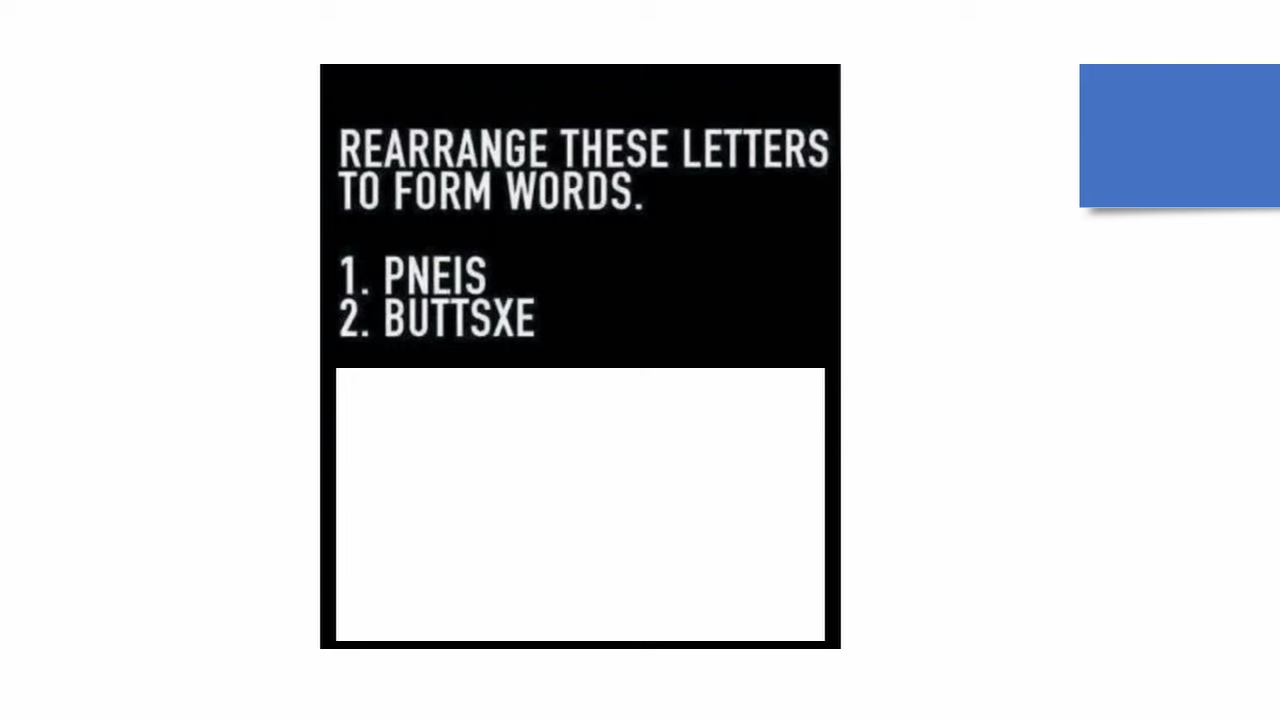 REARRANGE THESE LETTERS
TO FORM WORDS.
1. PNEIS
2. BUTTSXE